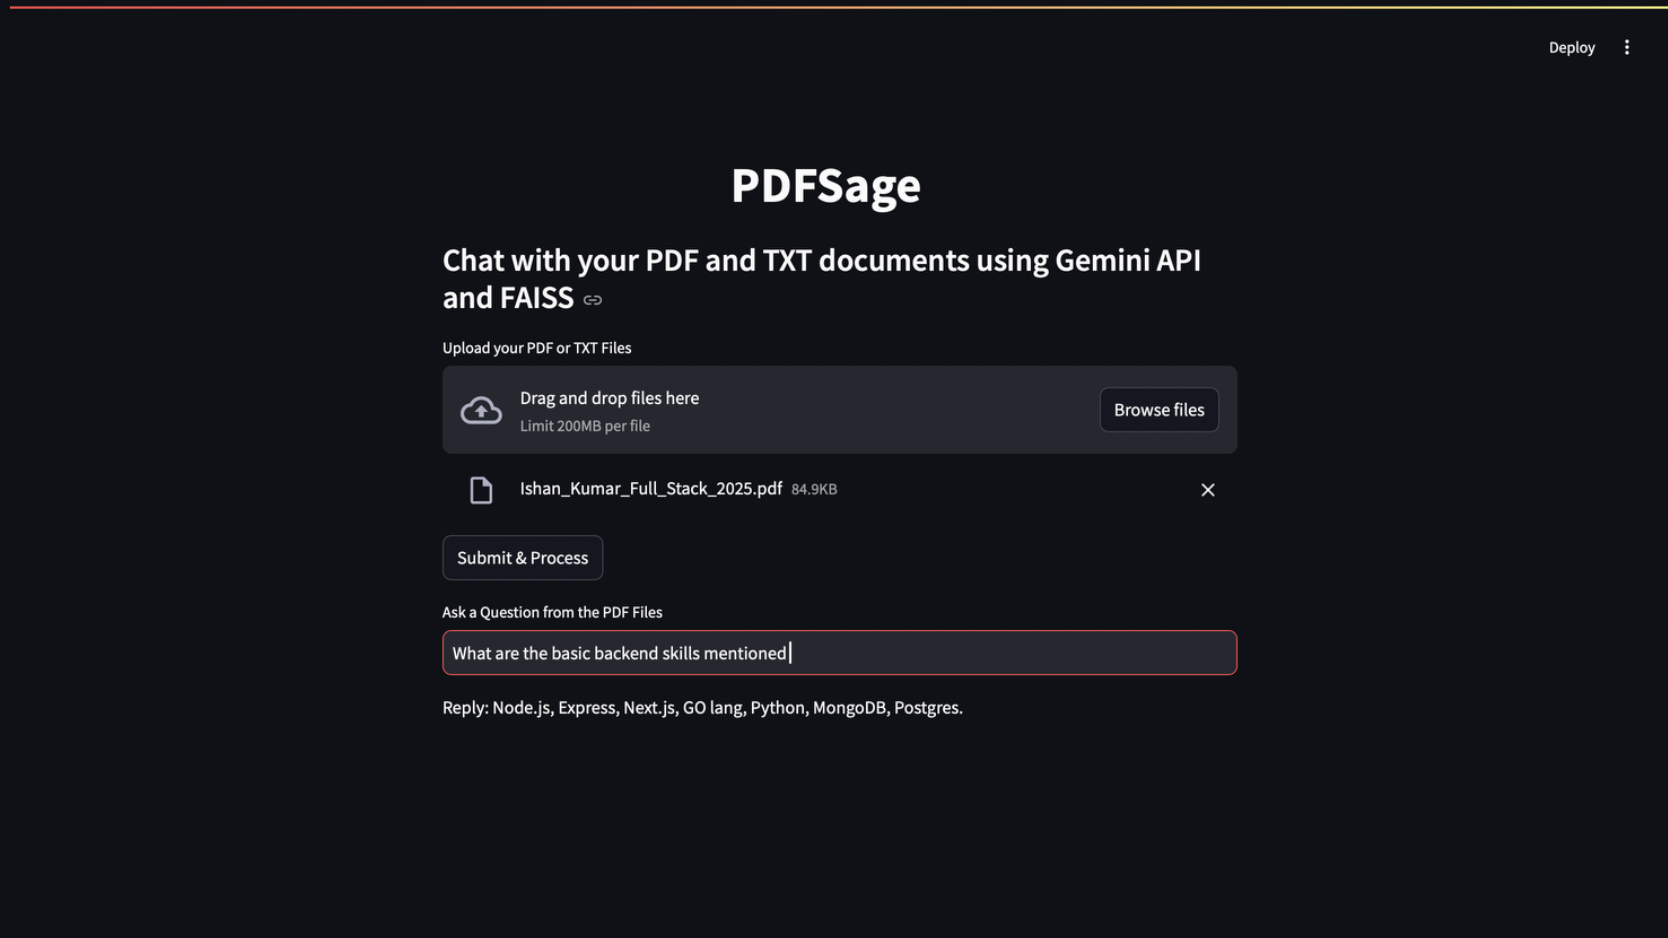 Deploy
PDFSage
Chat with your PDF and TXT documents using Gemini API
and FAISS
Upload your PDF or TXT Files
Drag and drop files here
Limit 200MB per file
Browse files
Ishan_Kumar_Full_Stack_2025.pdf 84.9KB
Submit & Process
Ask a Question from the PDF Files
What are the basic backend skills mentioned
Reply: Node.js, Express, Next.js, GO lang, Python, MongoDB, Postgres.